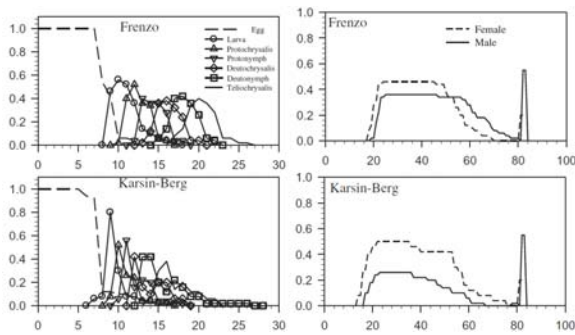 Frenzo
Egg
Larva
Protochrysalis
Protonymph
Deutochrysalis
Deutonymph
Teliochrysalis
1.0
0.8
0.6
0.4
0.2
0.0
0 5 10 15 20 25 30
Frenzo
Female
Male
1.0
0.8
0.6
0.4
0.2
0.0
0 20 40 60 80 100
Karsin-Berg
1.0
0.8
0.6
0.4
0.2
0.0
0 5 10 15 20 25 30
Karsin-Berg
1.0
0.8
0.6
0.4
0.2
0.0
0 20 40 60 80 100